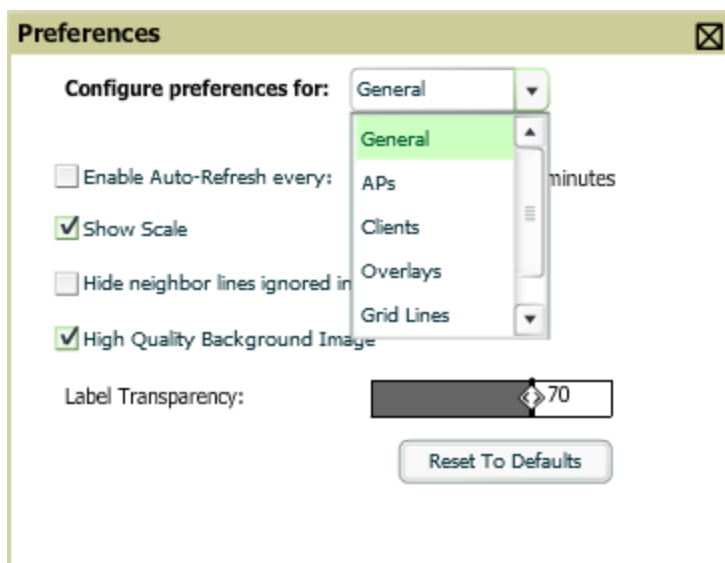 Preferences
Configure preferences for: General
General
Enable Auto-Refresh every: minutes
APs
Show Scale
Clients
Overlays
Hide neighbor lines ignored in
Grid Lines
High Quality Background Image
Label Transparency: 70
Reset To Defaults